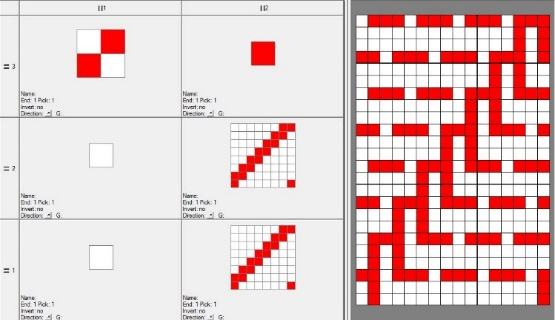 1
2
3
Name:
End: 1 Pick: 1
Invert: no
Direction: G:
Name:
End: 1 Pick: 1
Invert: no
Direction: G:
2
Name:
End: 1 Pick: 1
Invert: no
Direction: G:
Name:
End: 1 Pick: 1
Invert: no
Direction: G:
1
Name:
End: 1 Pick: 1
Invert: no
Direction: G:
Name:
End: 1 Pick: 1
Invert: no
Direction: G: